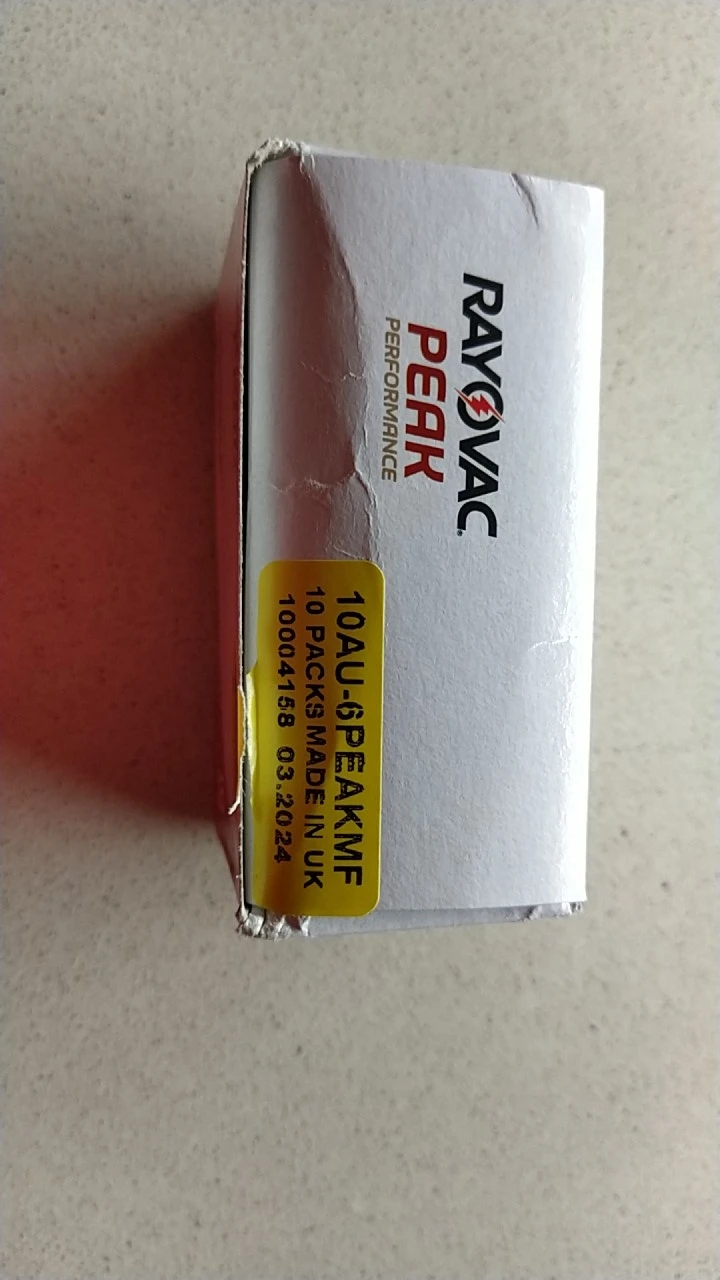 RAYOVAC
PEAK
PERFORMANCE
10AU-6PEAKMF
10 PACKS MADE IN UK
10004158 03.2024